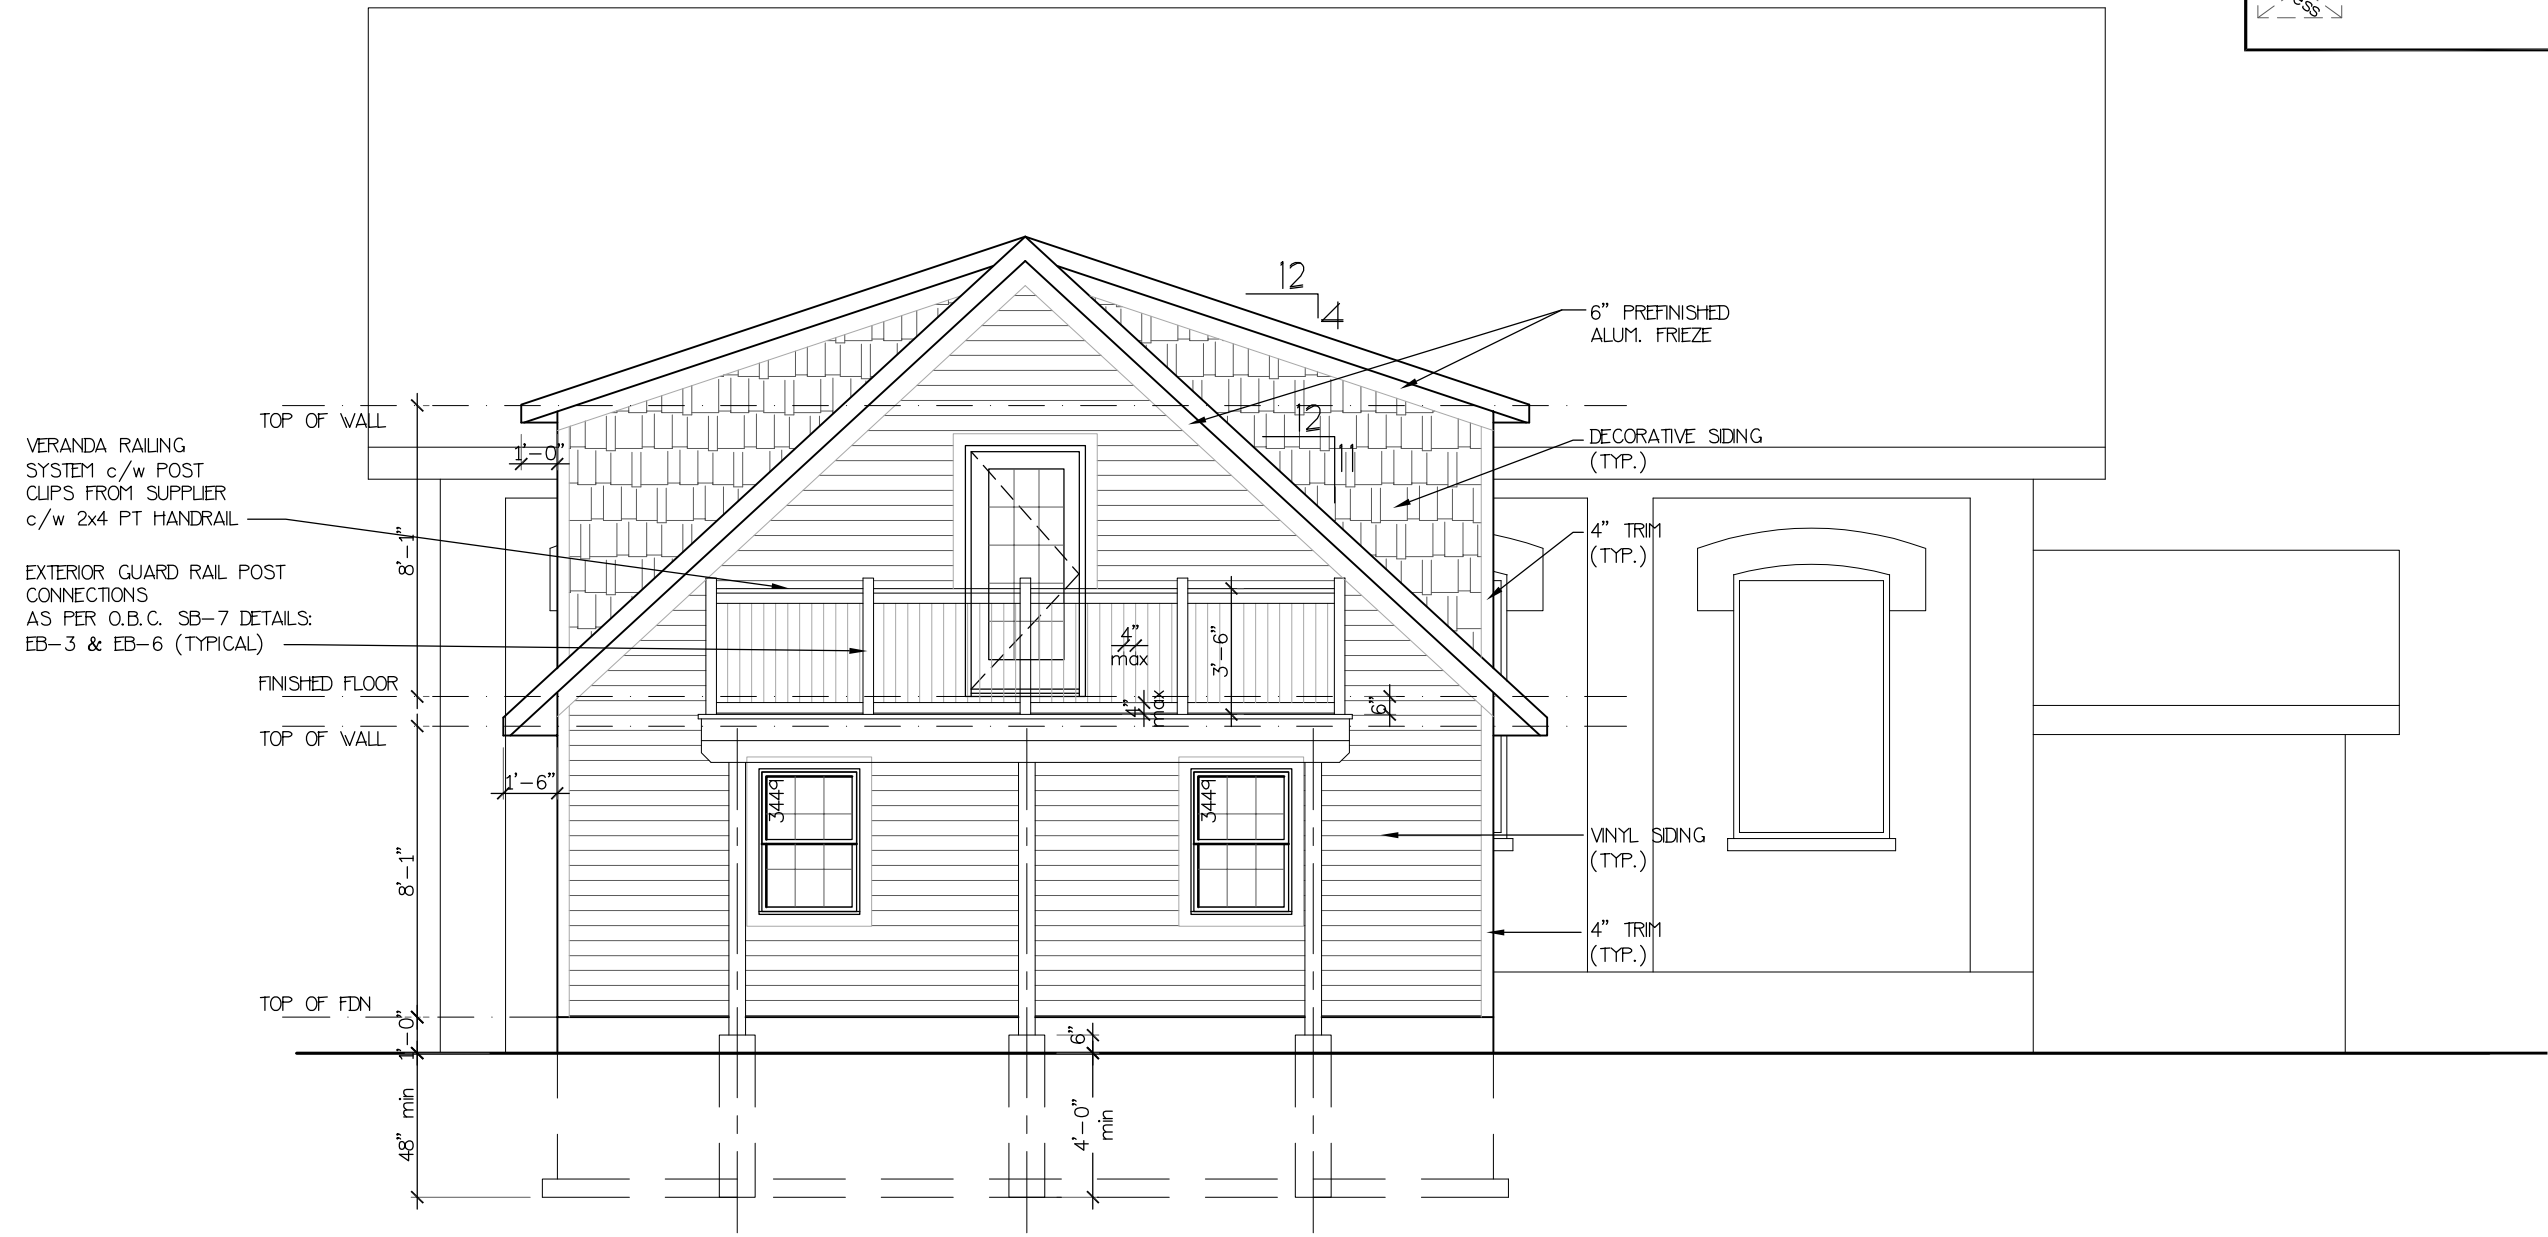 12
4
6" PREFINISHED
ALUM. FRIEZE
TOP OF WALL
12
11
DECORATIVE SIDING
(TYP.)
VERANDA RAILING
SYSTEM c/w POST
CLIPS FROM SUPPLIER
c/w 2x4 PT HANDRAIL
1'-0"
8'-1"
4" TRIM
(TYP.)
EXTERIOR GUARD RAIL POST
CONNECTIONS
AS PER O.B.C. SB-7 DETAILS:
EB-3 & EB-6 (TYPICAL)
4"
max
3'-6"
FINISHED FLOOR
4"
max
6"
TOP OF WALL
1'-6"
3449
3449
8'-1"
VINYL SIDING
(TYP.)
4" TRIM
(TYP.)
TOP OF FDN
1'-0"
6"
48" min
4'-0"
min